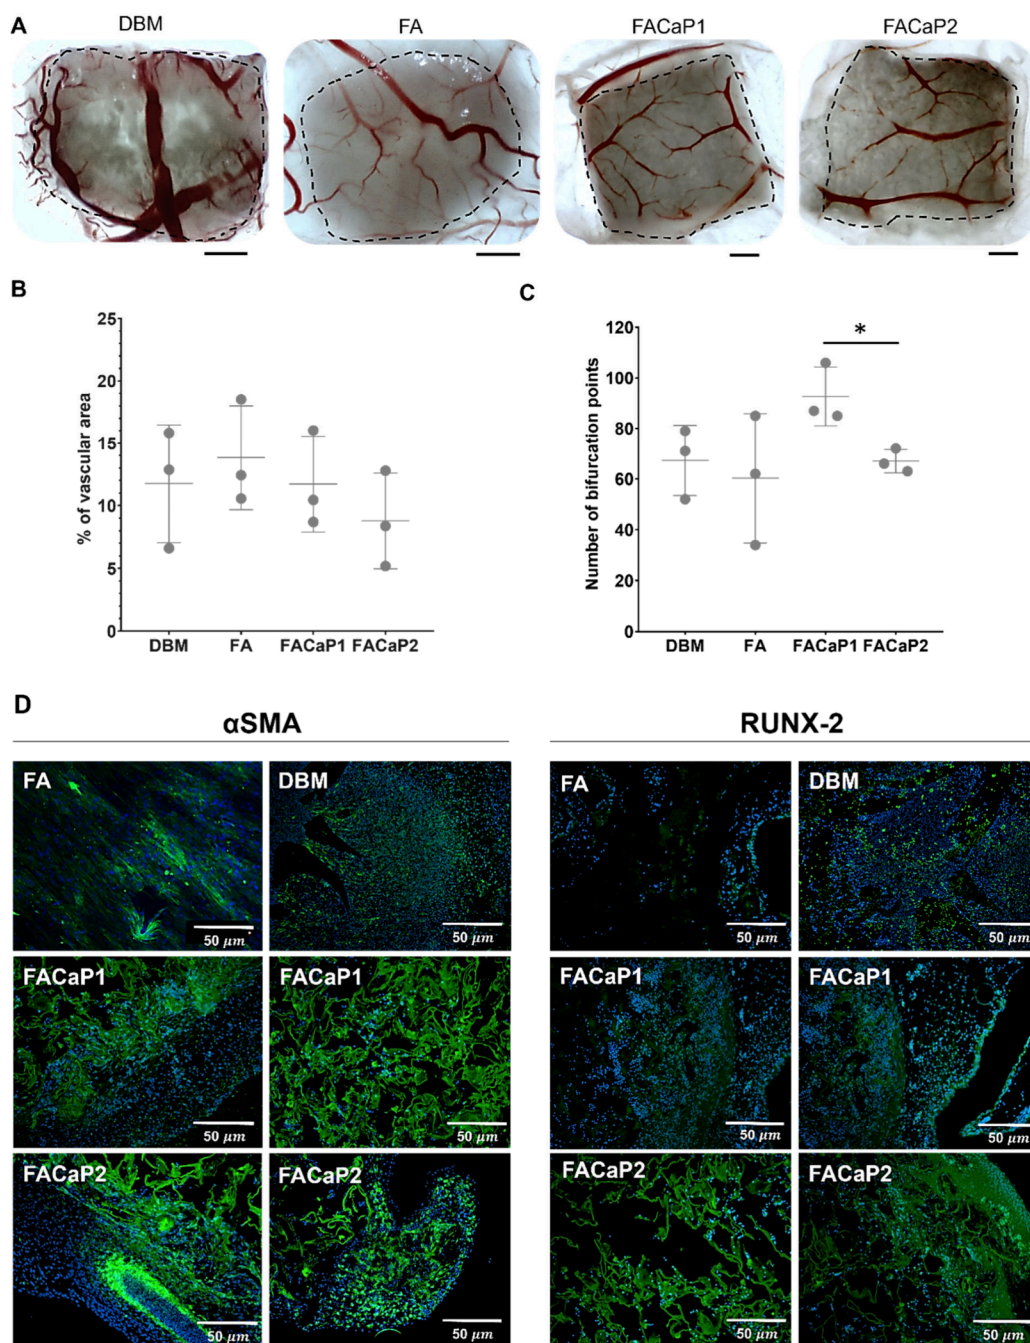 A
DBM
FA
FACaP1
FACaP2
B
% of vascular area
25
20
15
10
5
0
DBM FA FACaP1 FACaP2
C
Number of bifurcation points
120
100
80
60
40
20
0
*
DBM FA FACaP1 FACaP2
D
αSMA
RUNX-2
FA
50 μm
DBM
50 μm
FA
50 μm
DBM
50 μm
FACaP1
50 μm
FACaP1
50 μm
FACaP1
50 μm
FACaP1
50 μm
FACaP2
50 μm
FACaP2
50 μm
FACaP2
50 μm
FACaP2
50 μm